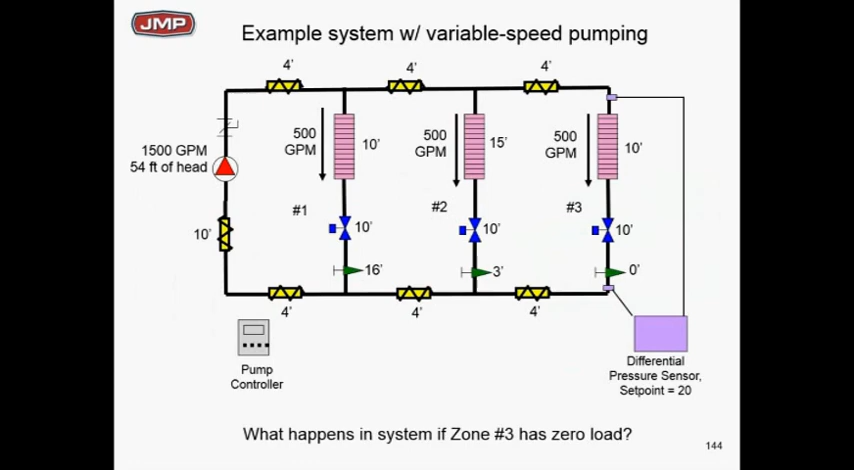 JMP
Example system w/ variable-speed pumping
4'
4'
4'
1500 GPM
54 ft of head
500
GPM
10'
500
GPM
15'
500
GPM
10'
#1
#2
#3
10'
10'
10'
10'
16'
3'
0'
4'
4'
4'
Pump
Controller
Differential
Pressure Sensor,
Setpoint = 20
What happens in system if Zone #3 has zero load?
144